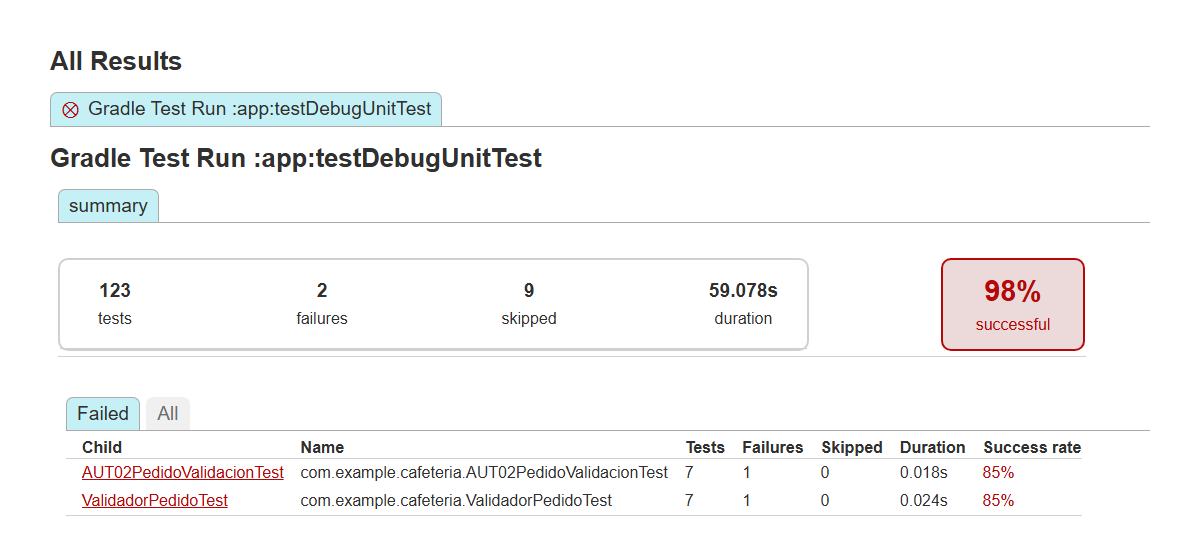 All Results
Gradle Test Run :app:testDebugUnitTest
Gradle Test Run :app:testDebugUnitTest
summary
123 2 9 59.078s 98%
tests failures skipped duration successful
Failed All
Child Name Tests Failures Skipped Duration Success rate
AUT02PedidoValidacionTest com.example.cafeteria.AUT02PedidoValidacionTest 7 1 0 0.018s 85%
ValidadorPedidoTest com.example.cafeteria.ValidadorPedidoTest 7 1 0 0.024s 85%